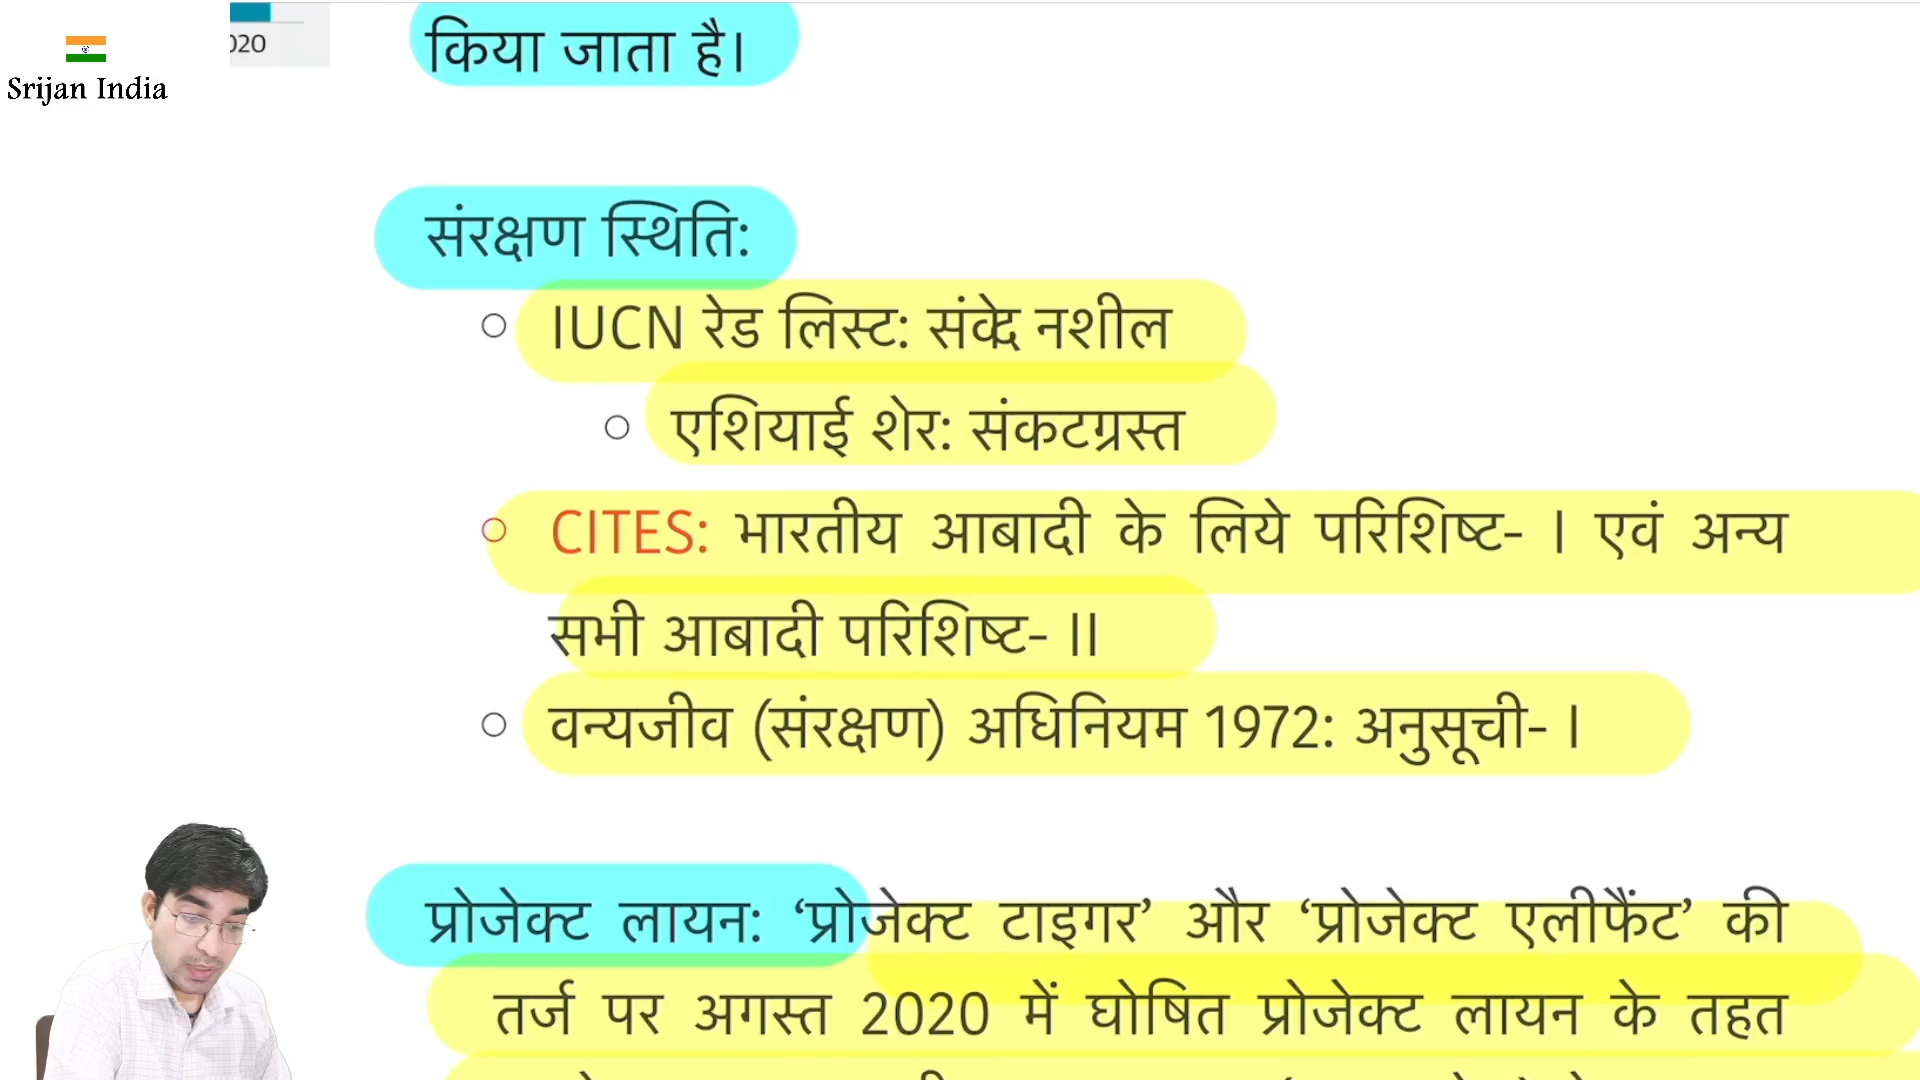 020
Srijan India
किया जाता है।
संरक्षण स्थिति:
IUCN रेड लिस्ट: संवेदनशील
एशियाई शेर: संकटग्रस्त
CITES: भारतीय आबादी के लिये परिशिष्ट- I एवं अन्य
सभी आबादी परिशिष्ट- II
वन्यजीव (संरक्षण) अधिनियम 1972: अनुसूची- I
प्रोजेक्ट लायन: ‘प्रोजेक्ट टाइगर’ और ‘प्रोजेक्ट एलीफैंट’ की
तर्ज पर अगस्त 2020 में घोषित प्रोजेक्ट लायन के तहत